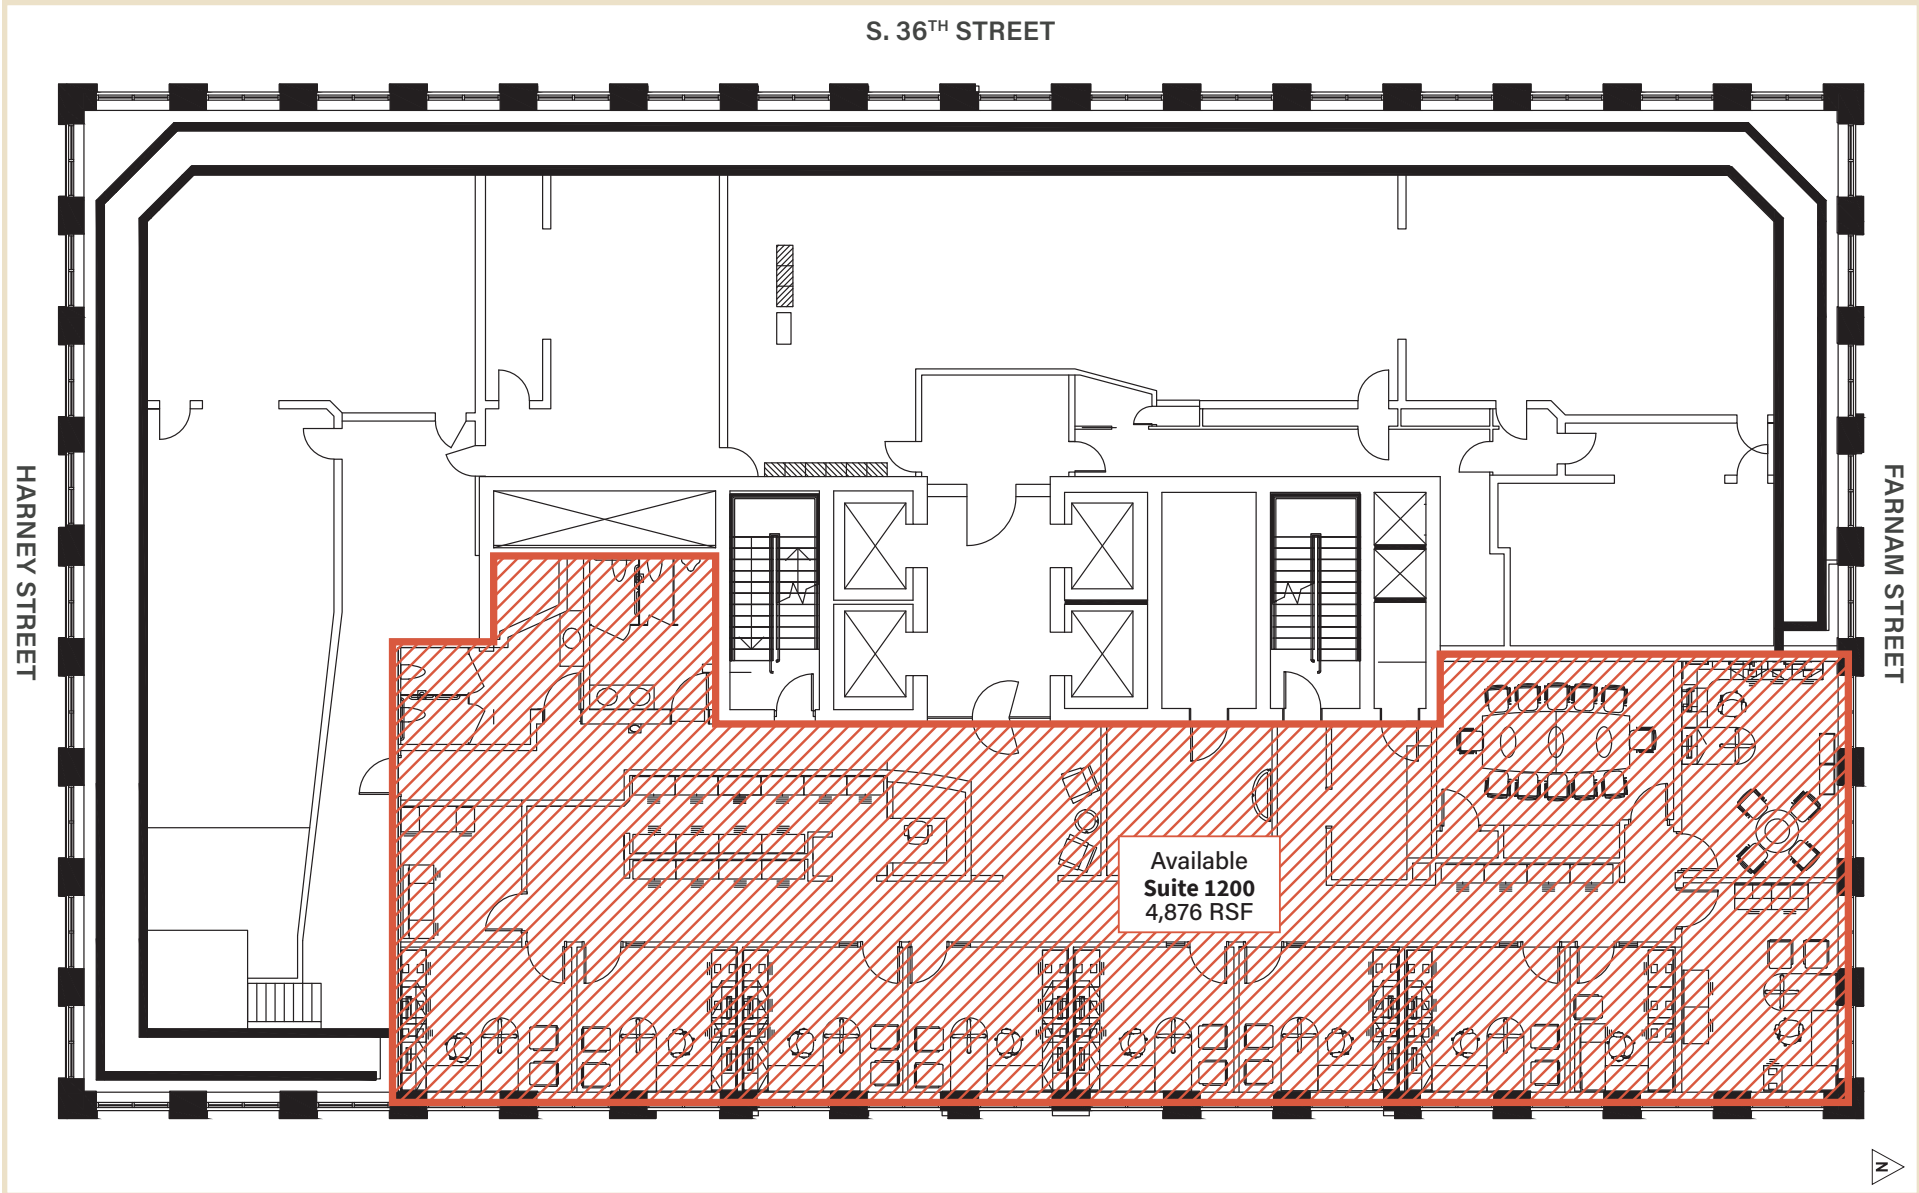 S. 36TH STREET
HARNEY STREET
FARNAM STREET
Available
Suite 1200
4,876 RSF
N